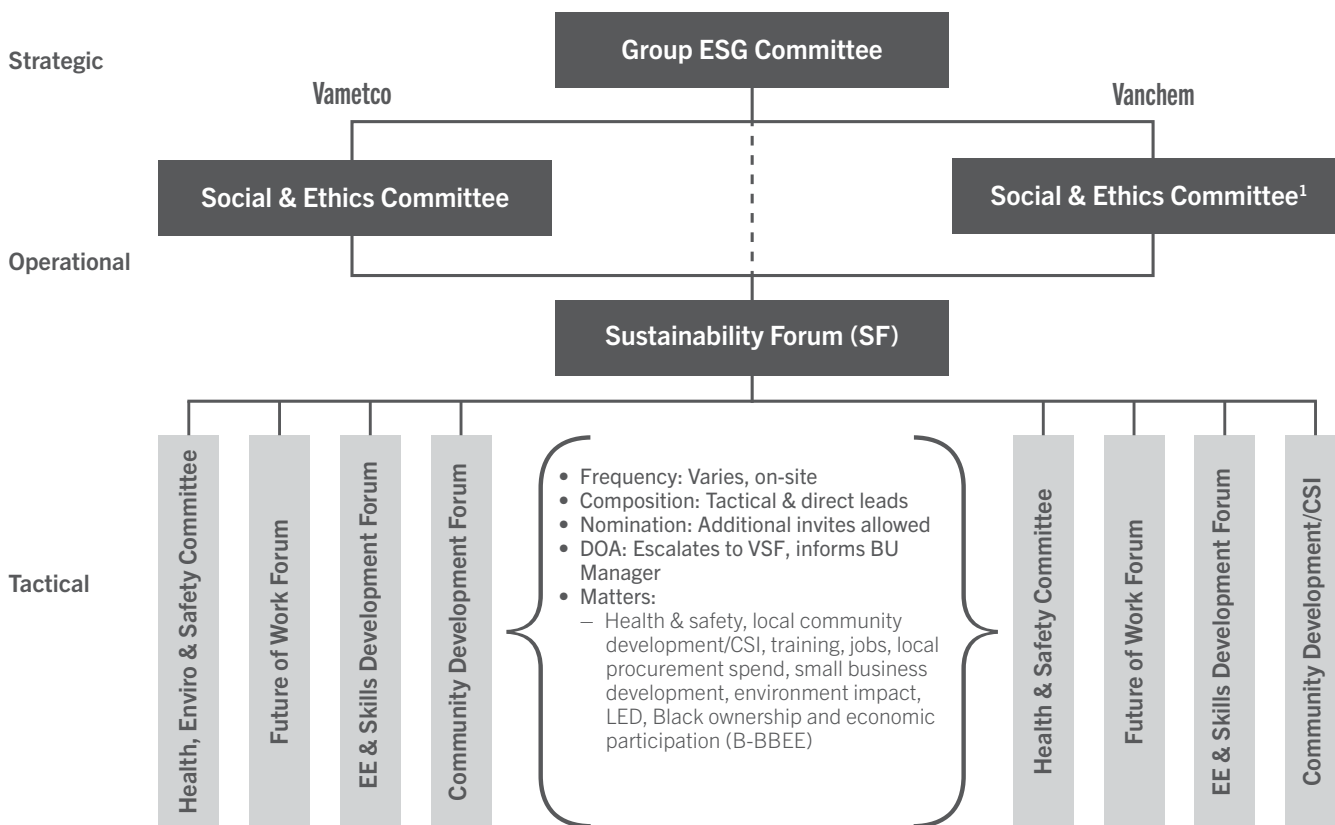 Strategic
Group ESG Committee
Vametco
Vanchem
Social & Ethics Committee
Social & Ethics Committee¹
Operational
Sustainability Forum (SF)
Tactical
Health, Enviro & Safety Committee
Future of Work Forum
EE & Skills Development Forum
Community Development Forum
• Frequency: Varies, on-site
• Composition: Tactical & direct leads
• Nomination: Additional invites allowed
• DOA: Escalates to VSF, informs BU
Manager
• Matters:
– Health & safety, local community
development/CSI, training, jobs, local
procurement spend, small business
development, environment impact,
LED, Black ownership and economic
participation (B-BBEE)
Health & Safety Committee
Future of Work Forum
EE & Skills Development Forum
Community Development/CSI